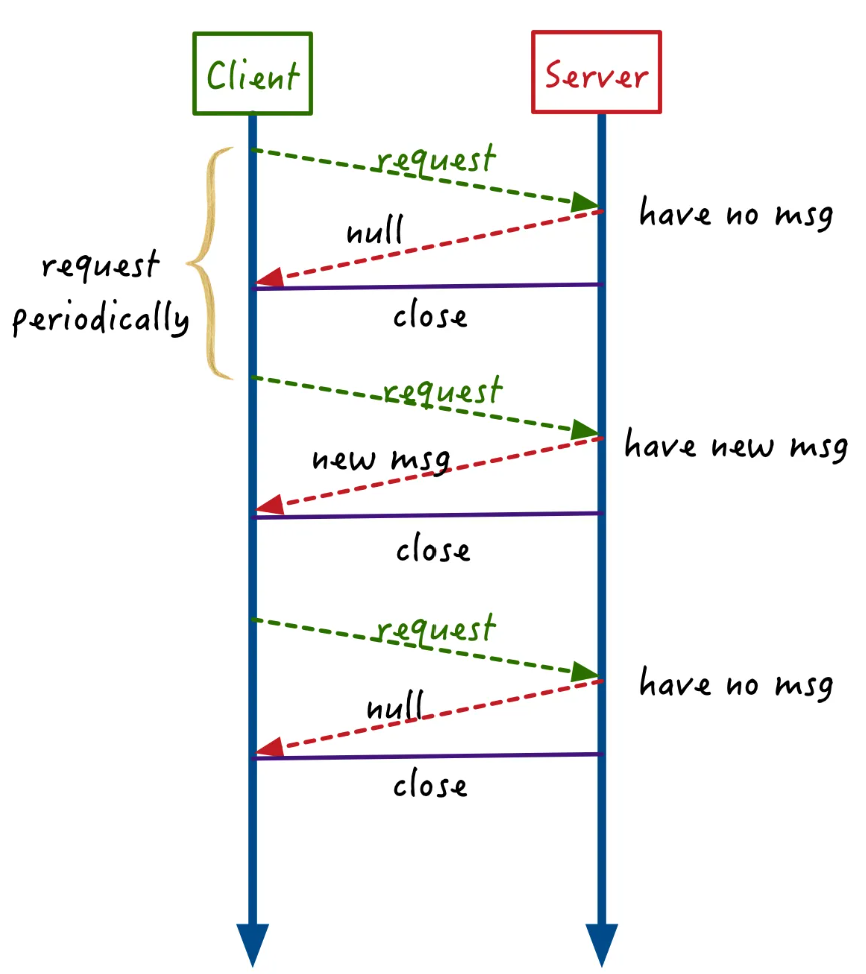 Client
Server
request
have no msg
null
request
periodically
close
request
have new msg
new msg
close
request
have no msg
null
close